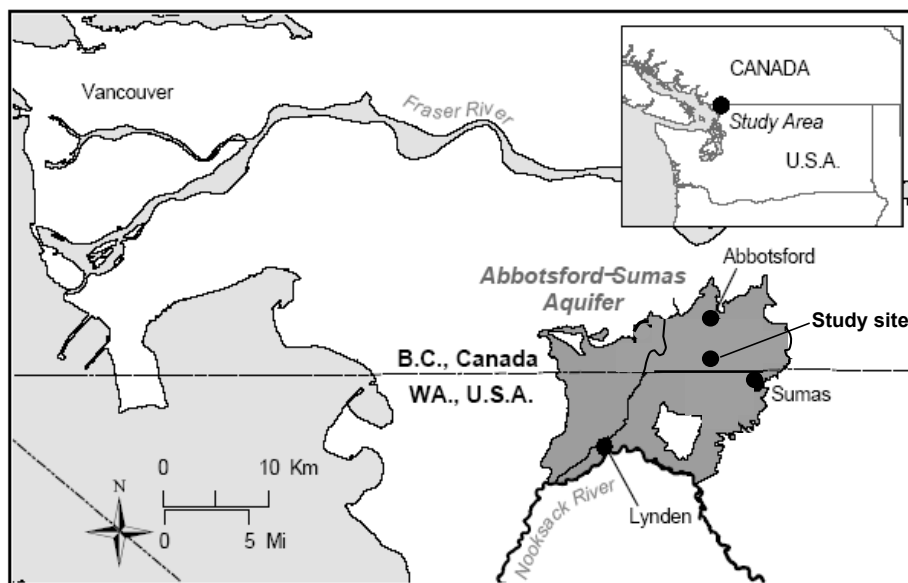 Vancouver
Fraser River
CANADA
Study Area
U.S.A.
Abbotsford
Abbotsford-Sumas
Aquifer
Study site
B.C., Canada
WA., U.S.A.
Sumas
0 10 Km
N
0 5 Mi
Nooksack River
Lynden